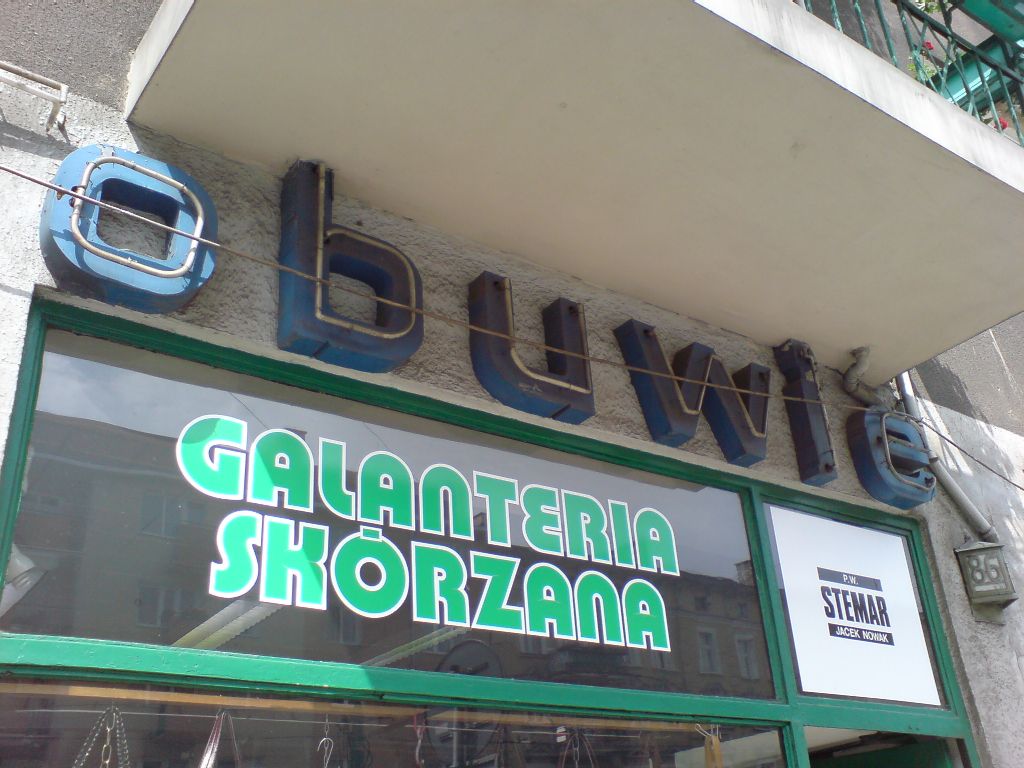 obuwie
GALANTERIA
SKÓRZANA
P.W.
STEMAR
JACEK NOWAK
86